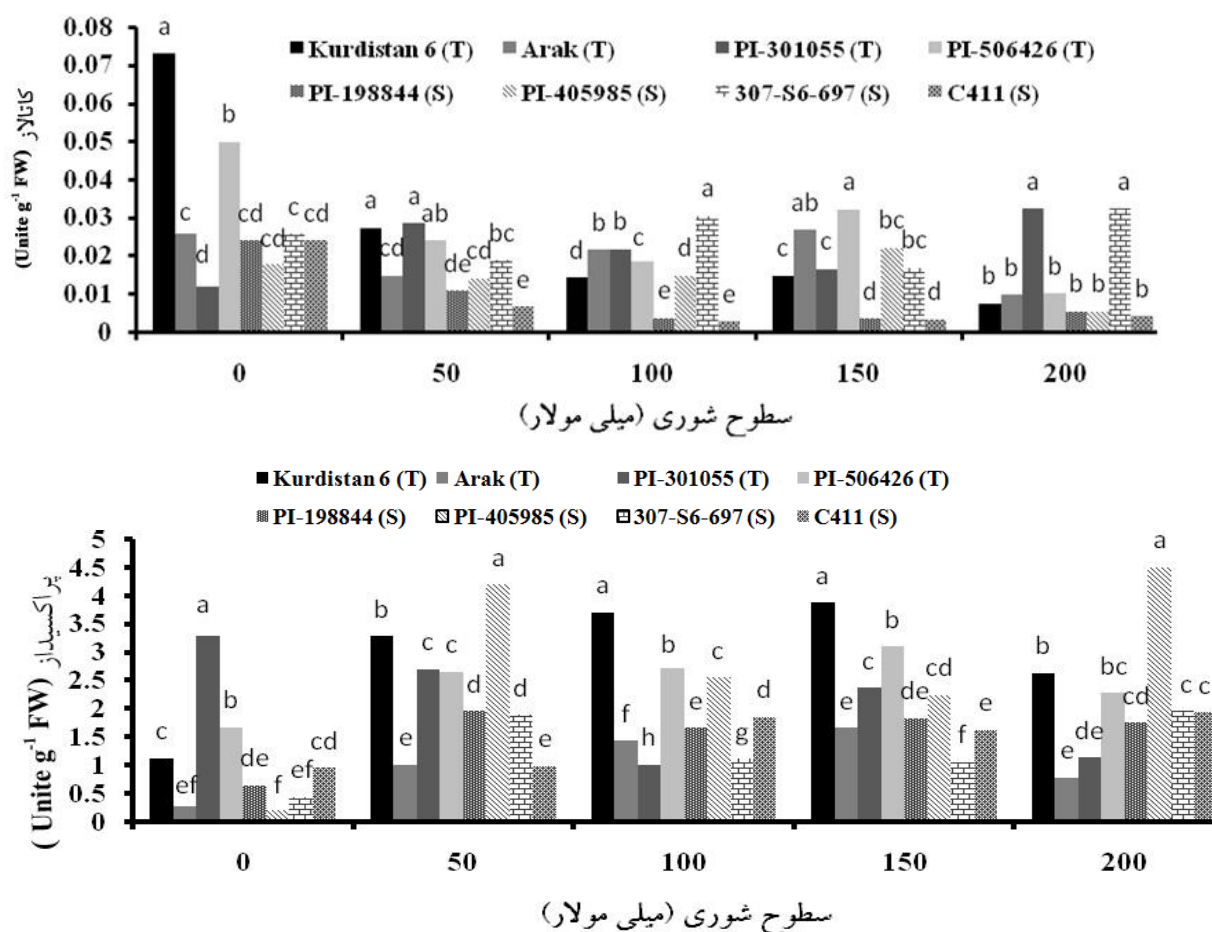 Kurdistan 6 (T) Arak (T) PI-301055 (T) PI-506426 (T)
PI-198844 (S) PI-405985 (S) 307-S6-697 (S) C411 (S)
کاتالاز
(Unite g-1 FW)
0.08
0.07
0.06
0.05
0.04
0.03
0.02
0.01
0
a c d b cd cd c cd
a cd a ab de cd bc e
d b b c e d a e
c ab c a d bc bc d
b b a b b b a b
0 50 100 150 200
سطوح شوری (میلی مولار)
Kurdistan 6 (T) Arak (T) PI-301055 (T) PI-506426 (T)
PI-198844 (S) PI-405985 (S) 307-S6-697 (S) C411 (S)
پراکسیداز
(Unite g-1 FW)
5
4.5
3.5
3
2.5
2
1.5
1
0.5
0
c ef a b de f ef cd
b e c c d a d e
a f h b e c g d
a e c b de cd f e
b e de bc cd a c c
0 50 100 150 200
سطوح شوری (میلی مولار)